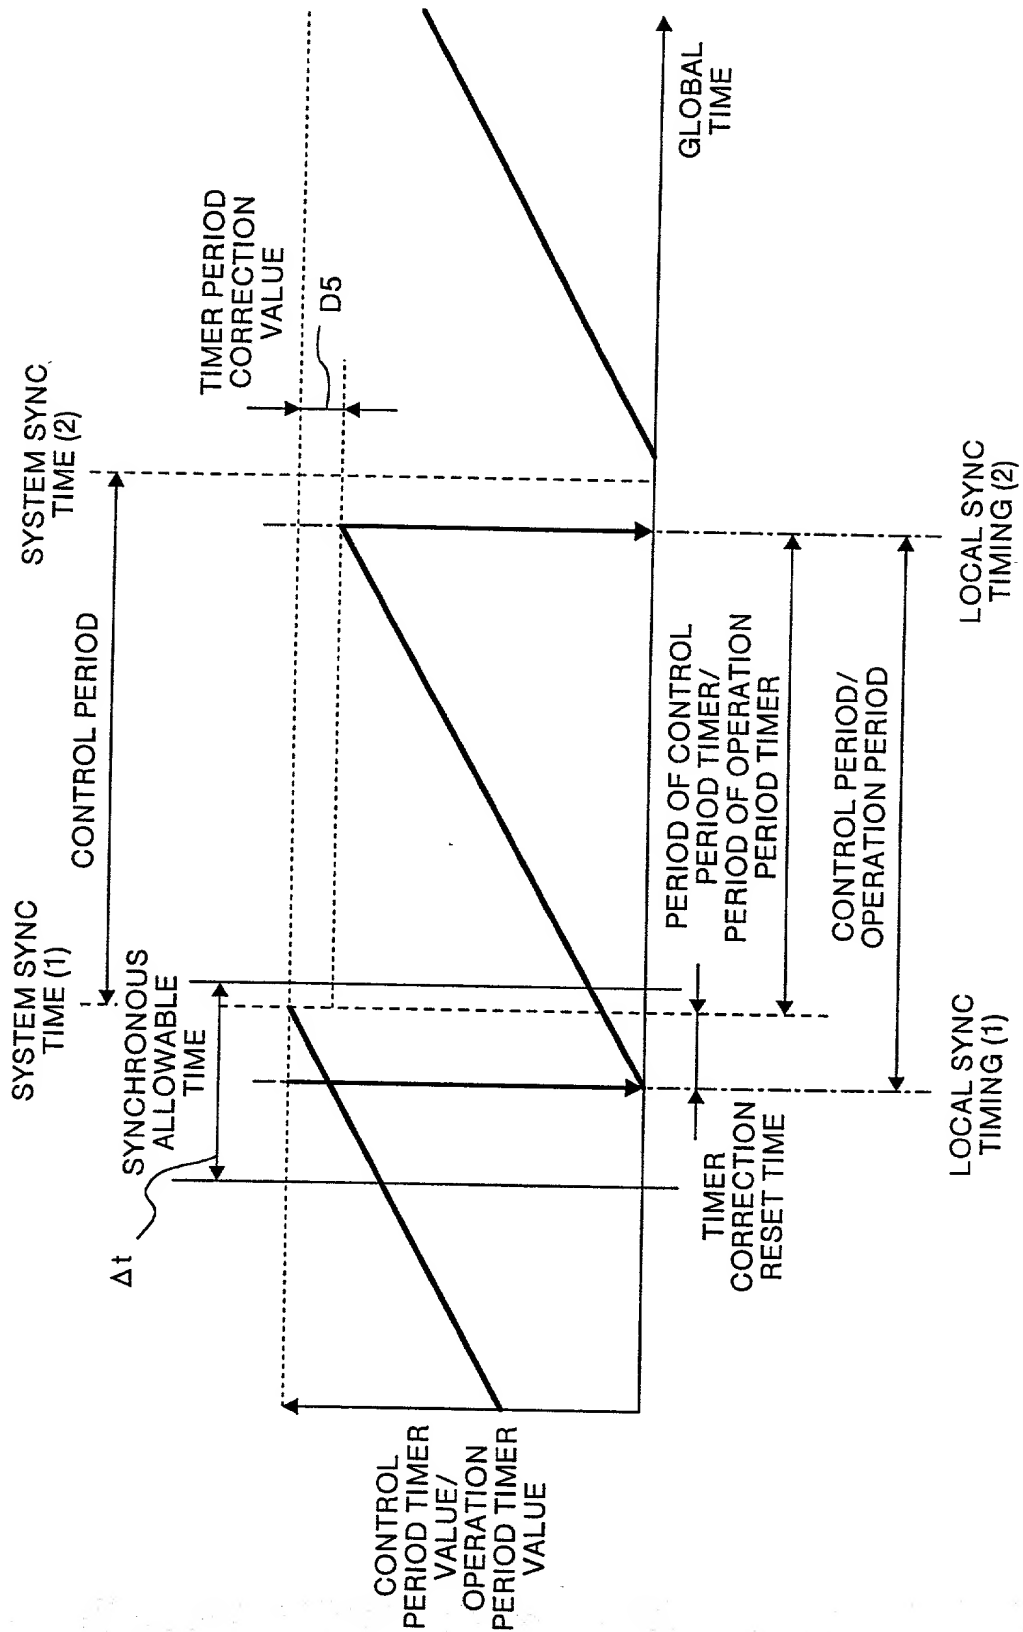 SYSTEM SYNC
TIME (1)
CONTROL PERIOD
SYSTEM SYNC
TIME (2)
Δt
SYNCHRONOUS
ALLOWABLE
TIME
TIMER PERIOD
CORRECTION
VALUE
D5
CONTROL
PERIOD TIMER
VALUE/
OPERATION
PERIOD TIMER
VALUE
GLOBAL
TIME
TIMER
CORRECTION
RESET TIME
PERIOD OF CONTROL
PERIOD TIMER/
PERIOD OF OPERATION
PERIOD TIMER
CONTROL PERIOD/
OPERATION PERIOD
LOCAL SYNC
TIMING (1)
LOCAL SYNC
TIMING (2)